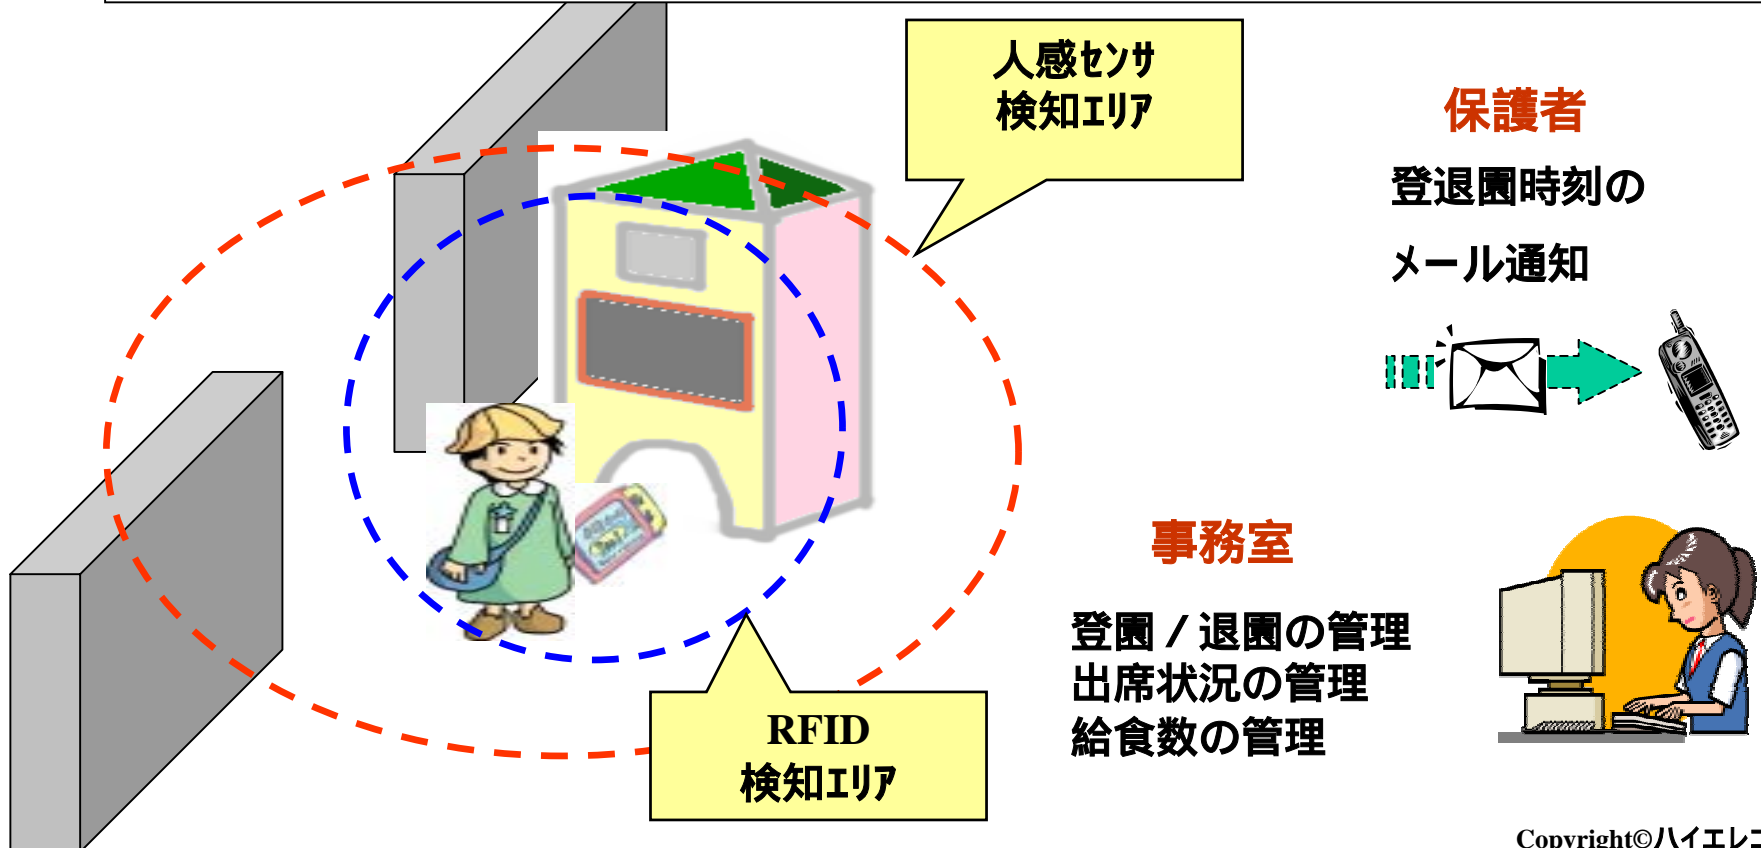 人感ｾﾝｻ
検知ｴﾘｱ
保護者
登退園時刻の
メール通知
事務室
登園／退園の管理
出席状況の管理
給食数の管理
RFID
検知ｴﾘｱ
Copyright©ハイエレコ